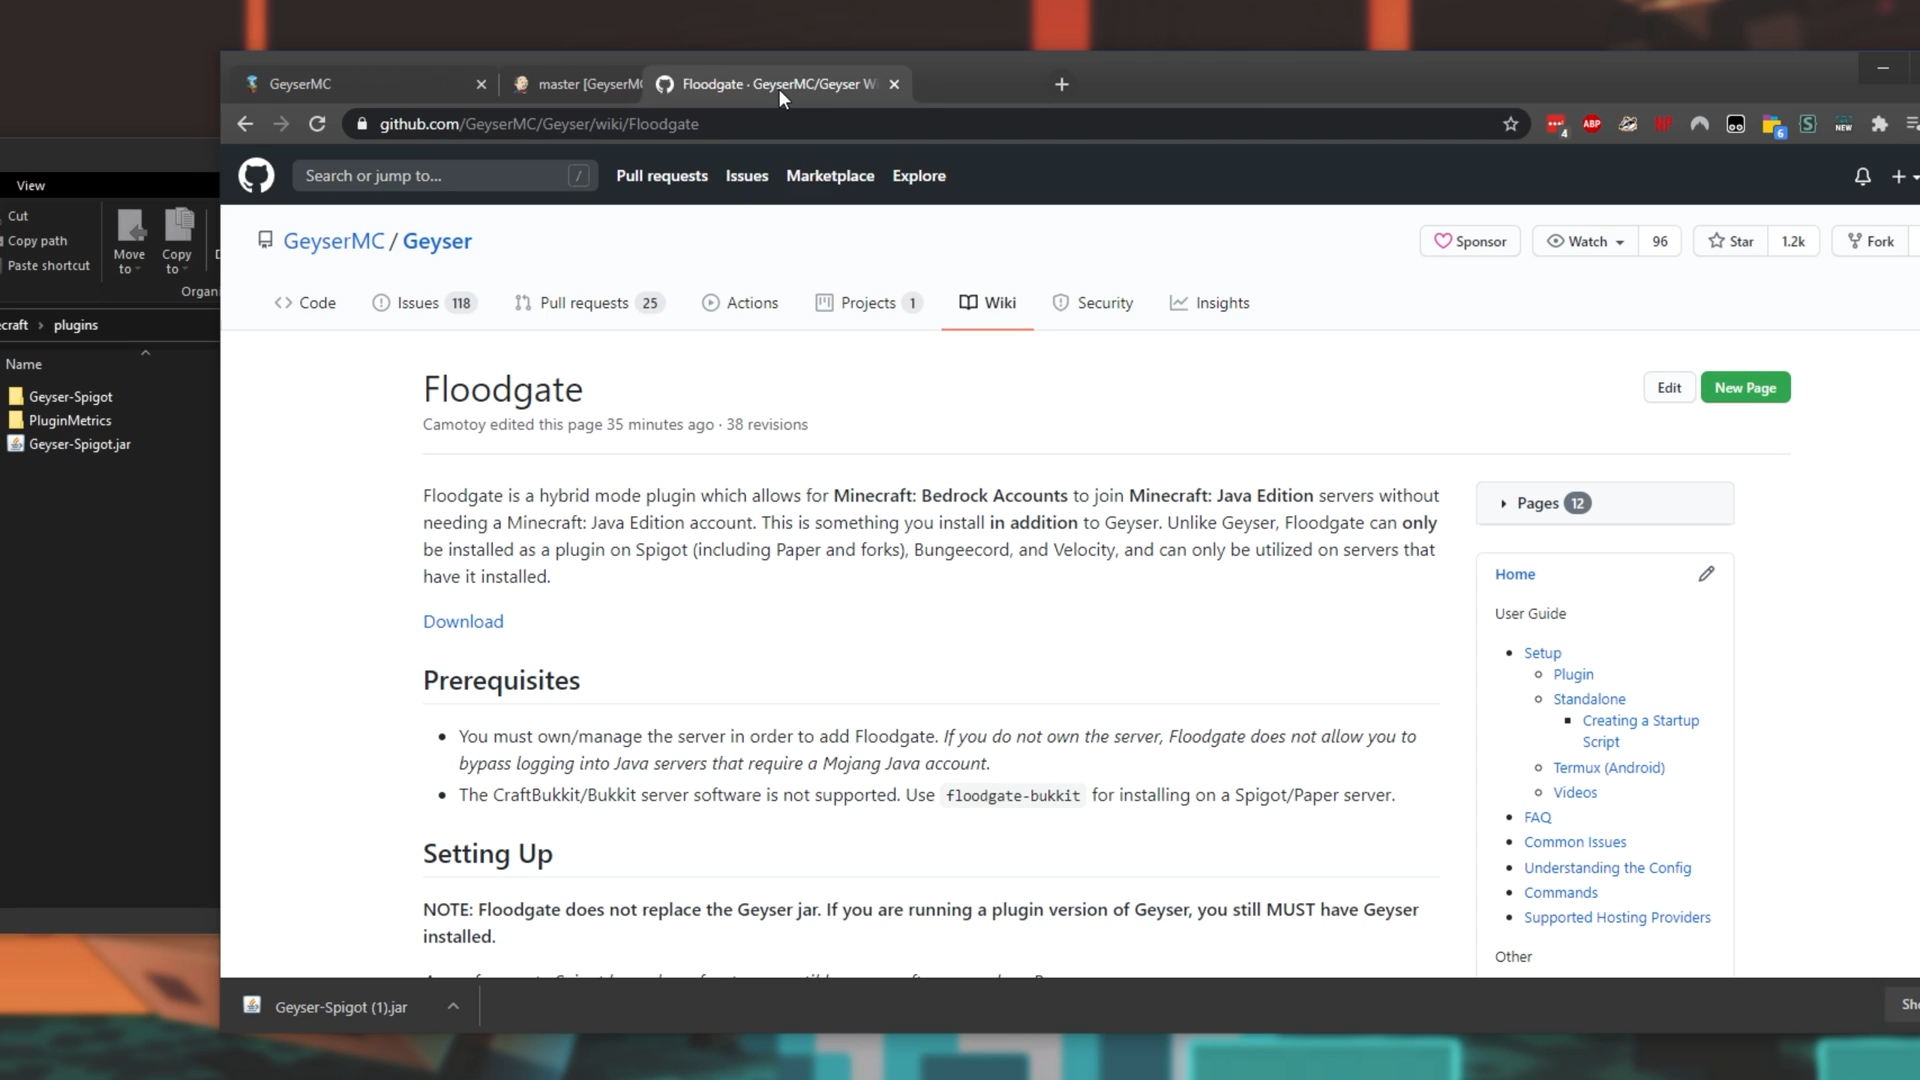 GeyserMC
master [GeyserMC
Floodgate · GeyserMC/Geyser W
github.com/GeyserMC/Geyser/wiki/Floodgate
4
ABP
6
NEW
Search or jump to...
/
Pull requests
Issues
Marketplace
Explore
View
Cut
Copy path
Paste shortcut
Move to
Copy to
Organi
craft > plugins
Name
Geyser-Spigot
PluginMetrics
Geyser-Spigot.jar
GeyserMC / Geyser
Sponsor
Watch 96
Star 1.2k
Fork
Code
Issues 118
Pull requests 25
Actions
Projects 1
Wiki
Security
Insights
Floodgate
Edit
New Page
Camotoy edited this page 35 minutes ago · 38 revisions
Floodgate is a hybrid mode plugin which allows for Minecraft: Bedrock Accounts to join Minecraft: Java Edition servers without
needing a Minecraft: Java Edition account. This is something you install in addition to Geyser. Unlike Geyser, Floodgate can only
be installed as a plugin on Spigot (including Paper and forks), Bungeecord, and Velocity, and can only be utilized on servers that
have it installed.
Download
Prerequisites
• You must own/manage the server in order to add Floodgate. If you do not own the server, Floodgate does not allow you to
bypass logging into Java servers that require a Mojang Java account.
• The CraftBukkit/Bukkit server software is not supported. Use floodgate-bukkit for installing on a Spigot/Paper server.
Setting Up
NOTE: Floodgate does not replace the Geyser jar. If you are running a plugin version of Geyser, you still MUST have Geyser
installed.
Pages 12
Home
User Guide
Setup
Plugin
Standalone
Creating a Startup
Script
Termux (Android)
Videos
FAQ
Common Issues
Understanding the Config
Commands
Supported Hosting Providers
Other
Geyser-Spigot (1).jar
Sh